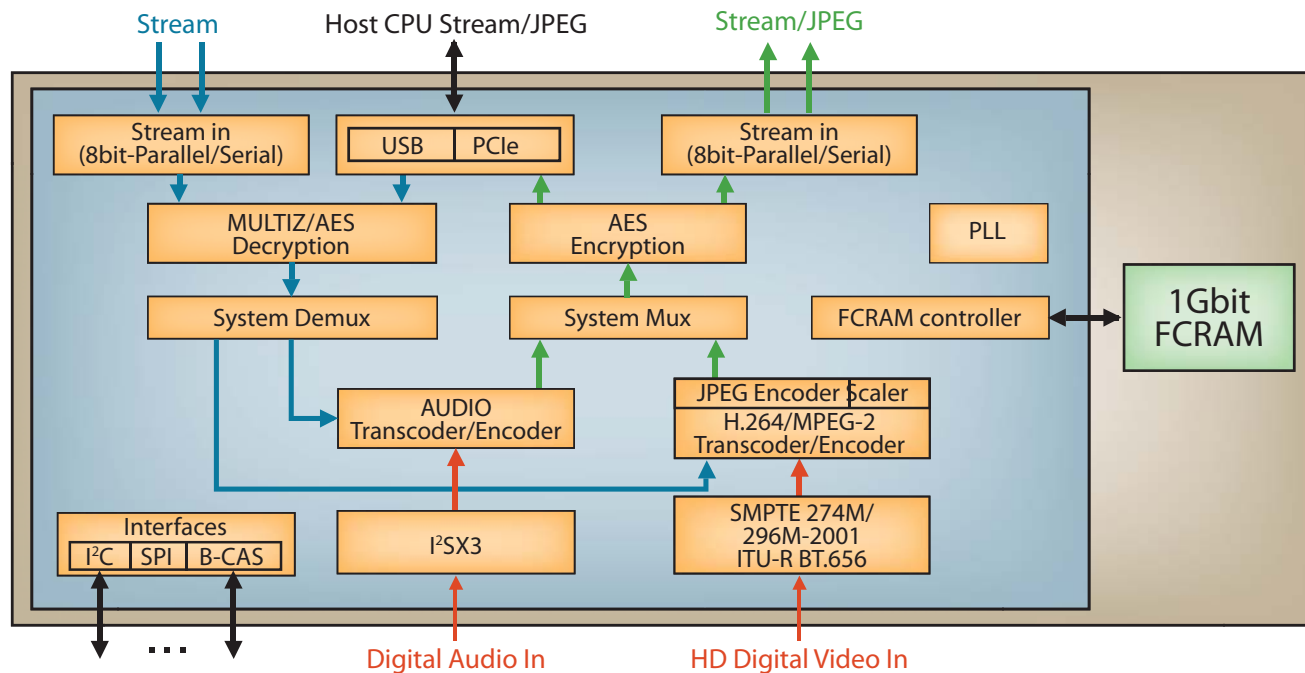 Stream
Host CPU Stream/JPEG
Stream/JPEG
Stream in
(8bit-Parallel/Serial)
USB
PCIe
Stream in
(8bit-Parallel/Serial)
MULTIZ/AES
Decryption
AES
Encryption
PLL
System Demux
System Mux
FCRAM controller
1Gbit
FCRAM
AUDIO
Transcoder/Encoder
JPEG Encoder
Scaler
H.264/MPEG-2
Transcoder/Encoder
Interfaces
I²C
SPI
B-CAS
I²SX3
SMPTE 274M/
296M-2001
ITU-R BT.656
...
Digital Audio In
HD Digital Video In